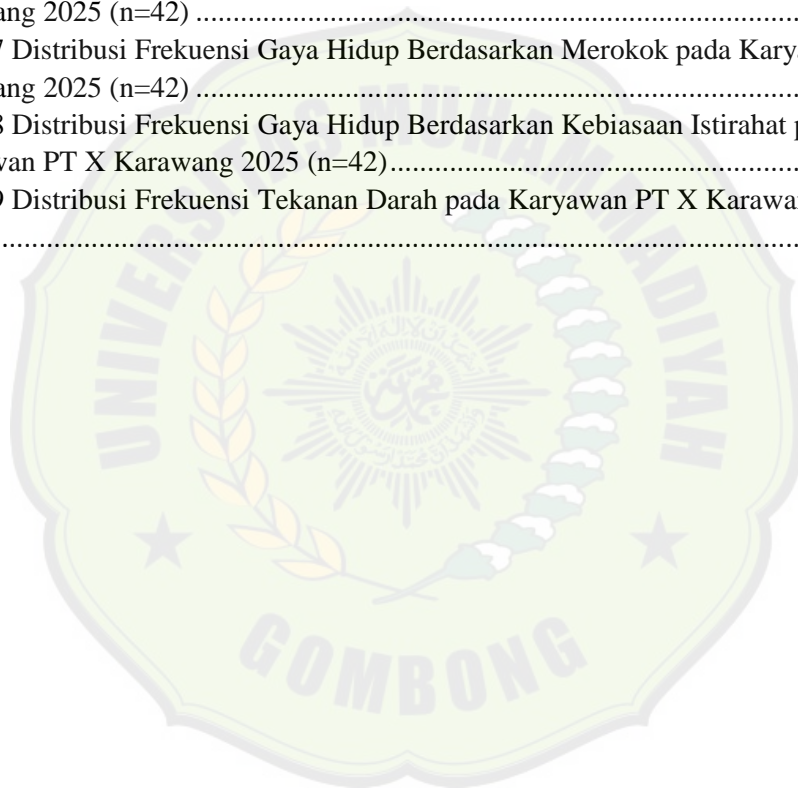 ang 2025 (n=42) ..........................................................................................
7 Distribusi Frekuensi Gaya Hidup Berdasarkan Merokok pada Kary
ang 2025 (n=42) ..........................................................................................
8 Distribusi Frekuensi Gaya Hidup Berdasarkan Kebiasaan Istirahat p
wan PT X Karawang 2025 (n=42)...............................................................
9 Distribusi Frekuensi Tekanan Darah pada Karyawan PT X Karawa
....................................................................................................................
UNIVERSITAS MUHAMMADIYAH
GOMBONG